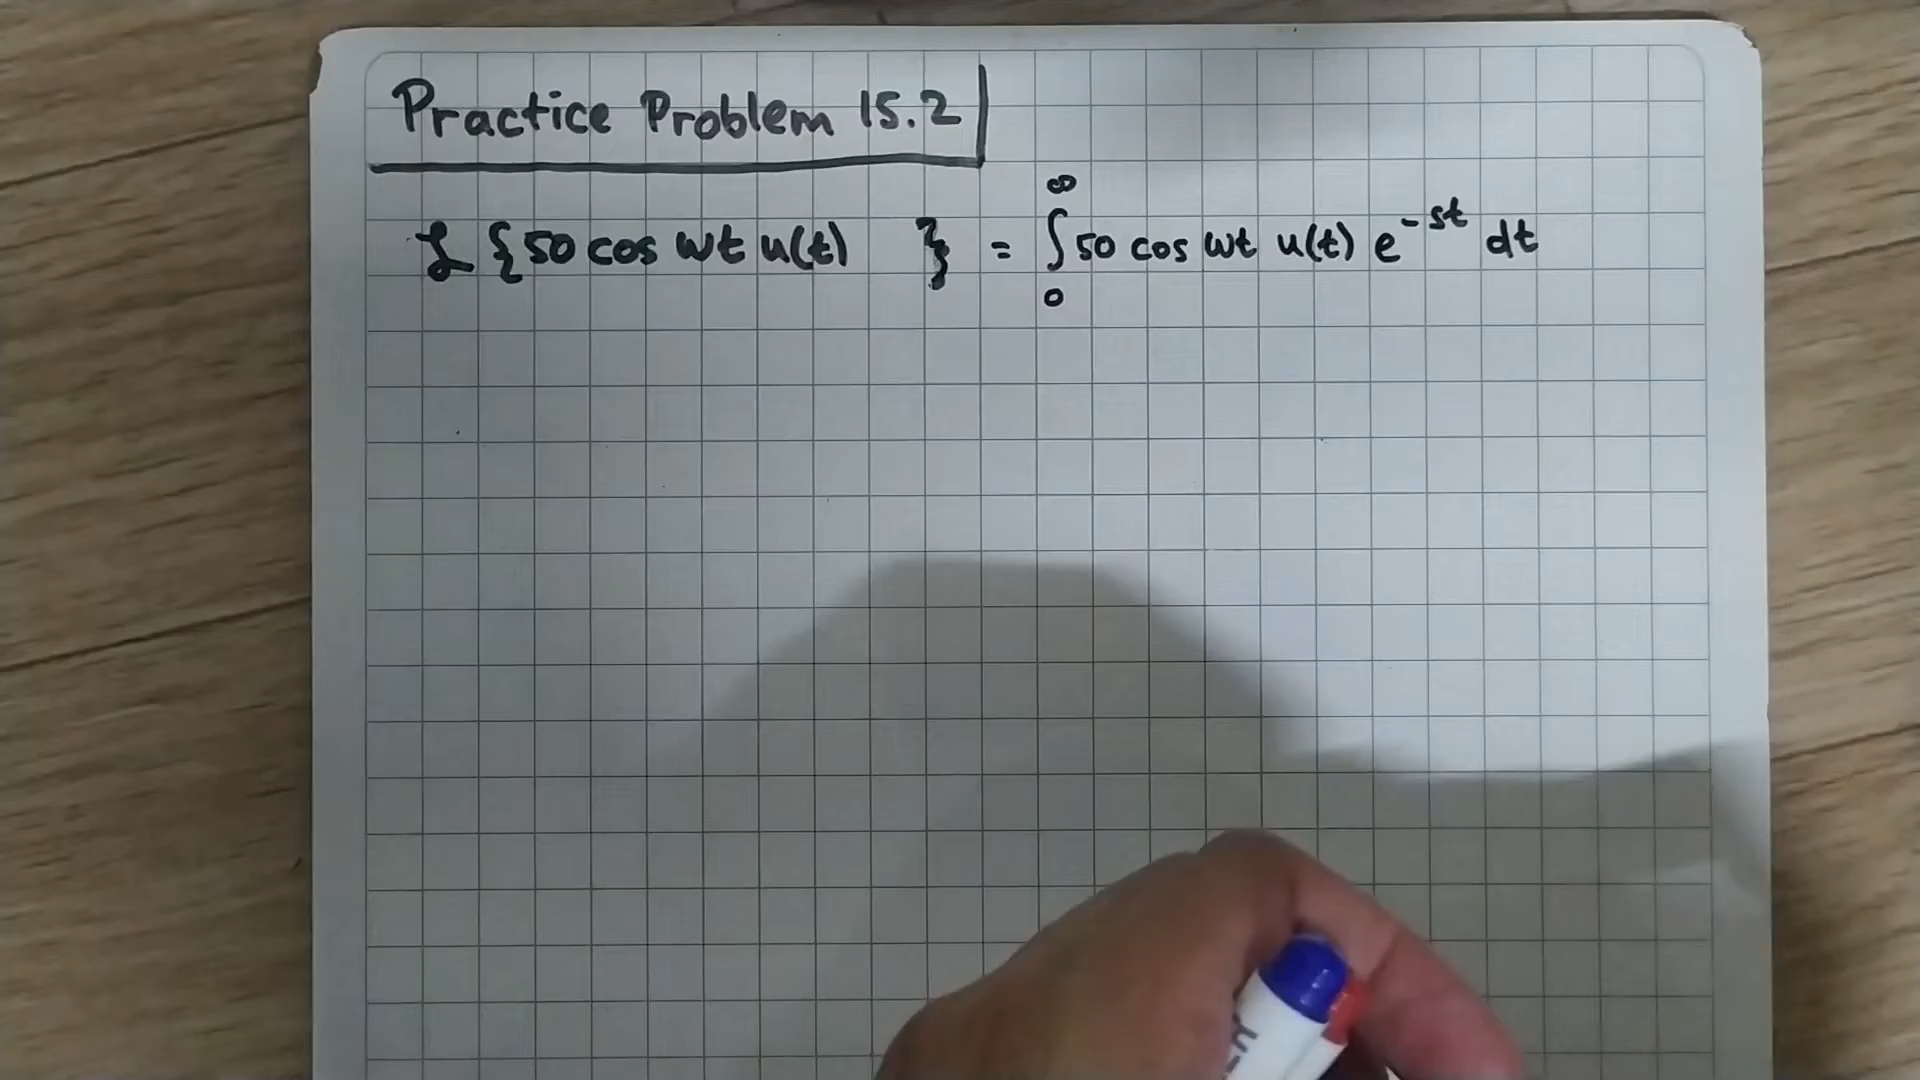 Practice Problem 15.2
ℒ {50 cos ωt u(t) } = ∫₀^∞ 50 cos ωt u(t) e^{-st} dt